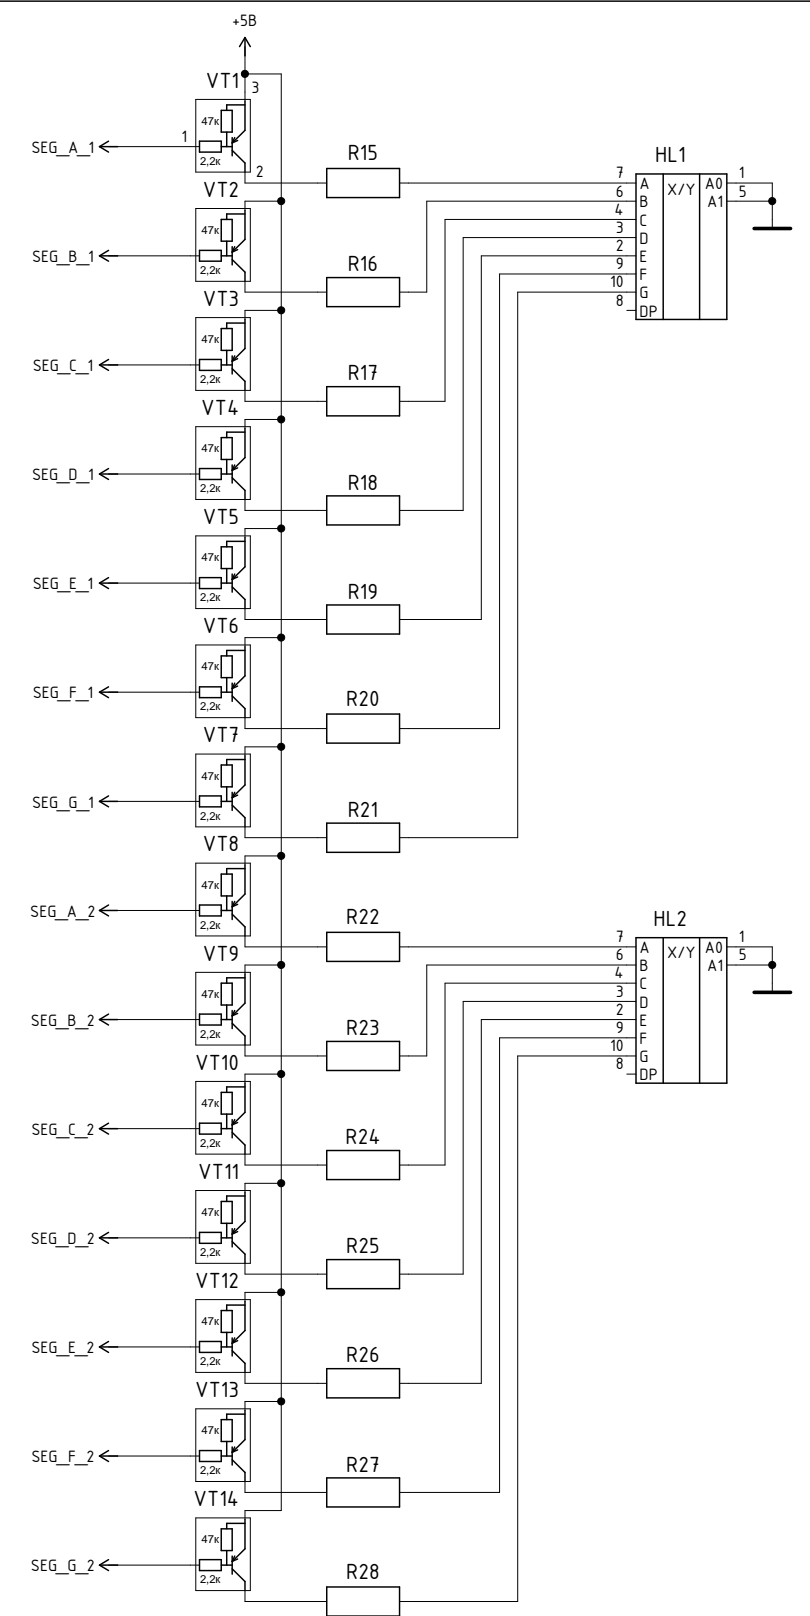 +5В
VT1
3
47к
SEG_A_1
1
2,2к
2
R15
VT2
47к
SEG_B_1
2,2к
R16
VT3
47к
SEG_C_1
2,2к
R17
VT4
47к
SEG_D_1
2,2к
R18
VT5
47к
SEG_E_1
2,2к
R19
VT6
47к
SEG_F_1
2,2к
R20
VT7
47к
SEG_G_1
2,2к
R21
HL1
X/Y
7 A
6 B
4 C
3 D
2 E
9 F
10 G
8 DP
A0 1
A1 5
VT8
47к
SEG_A_2
2,2к
R22
VT9
47к
SEG_B_2
2,2к
R23
VT10
47к
SEG_C_2
2,2к
R24
VT11
47к
SEG_D_2
2,2к
R25
VT12
47к
SEG_E_2
2,2к
R26
VT13
47к
SEG_F_2
2,2к
R27
VT14
47к
SEG_G_2
2,2к
R28
HL2
X/Y
7 A
6 B
4 C
3 D
2 E
9 F
10 G
8 DP
A0 1
A1 5